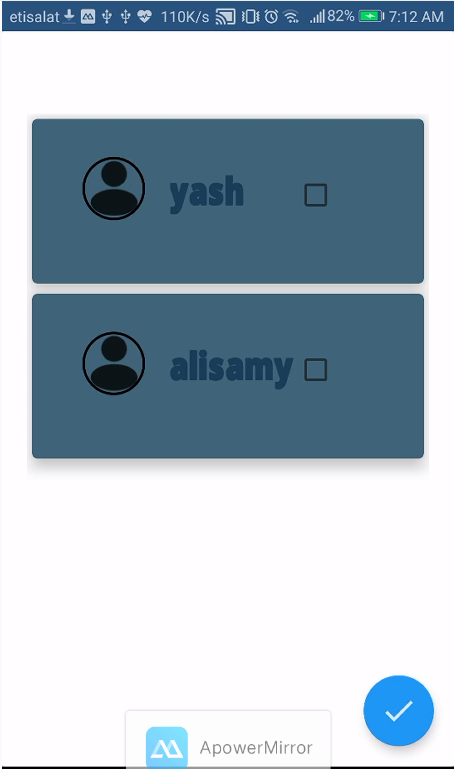 etisalat 110K/s 82% 7:12 AM
yash
alisamy
ApowerMirror